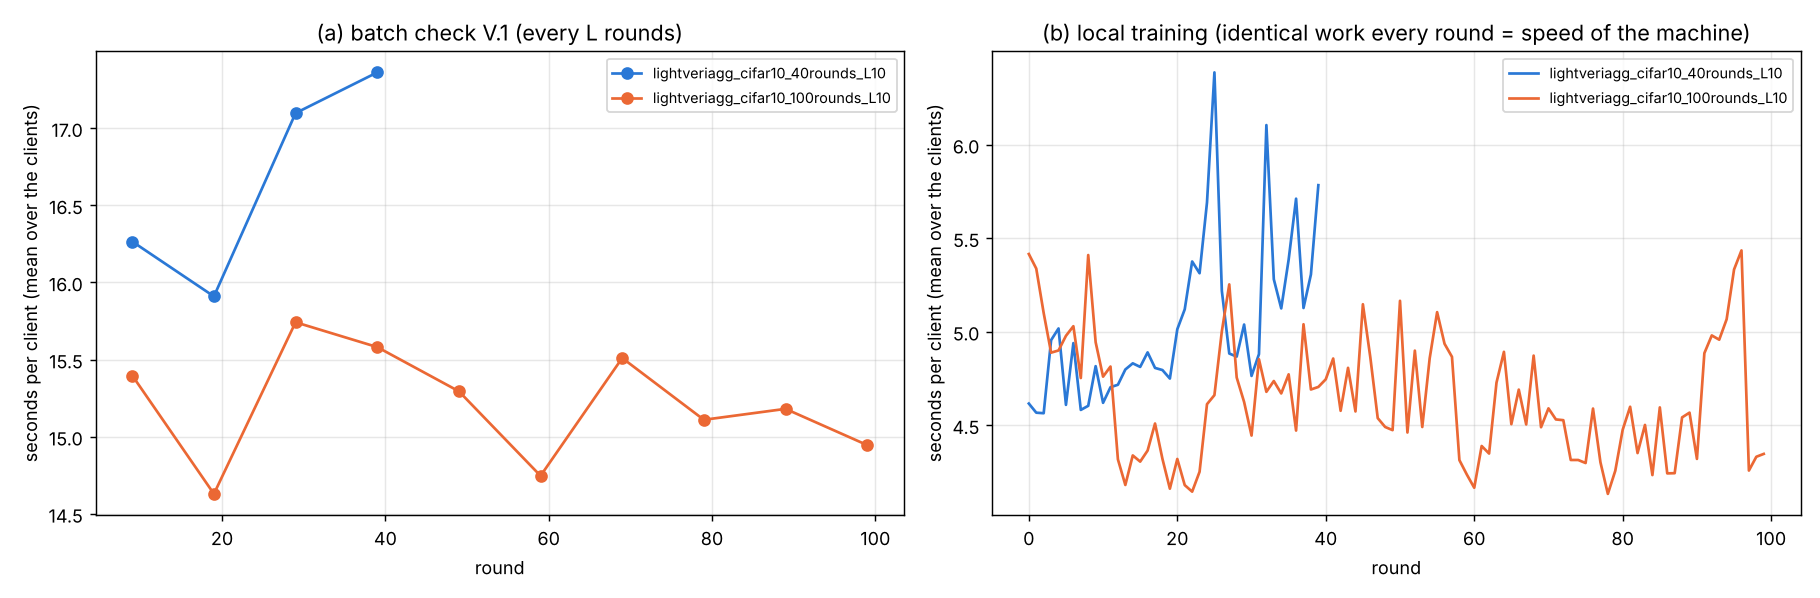 (a) batch check V.1 (every L rounds)
lightveriagg_cifar10_40rounds_L10
lightveriagg_cifar10_100rounds_L10
seconds per client (mean over the clients)
17.0
16.5
16.0
15.5
15.0
14.5
20
40
60
80
100
round
(b) local training (identical work every round = speed of the machine)
lightveriagg_cifar10_40rounds_L10
lightveriagg_cifar10_100rounds_L10
seconds per client (mean over the clients)
6.0
5.5
5.0
4.5
0
20
40
60
80
100
round